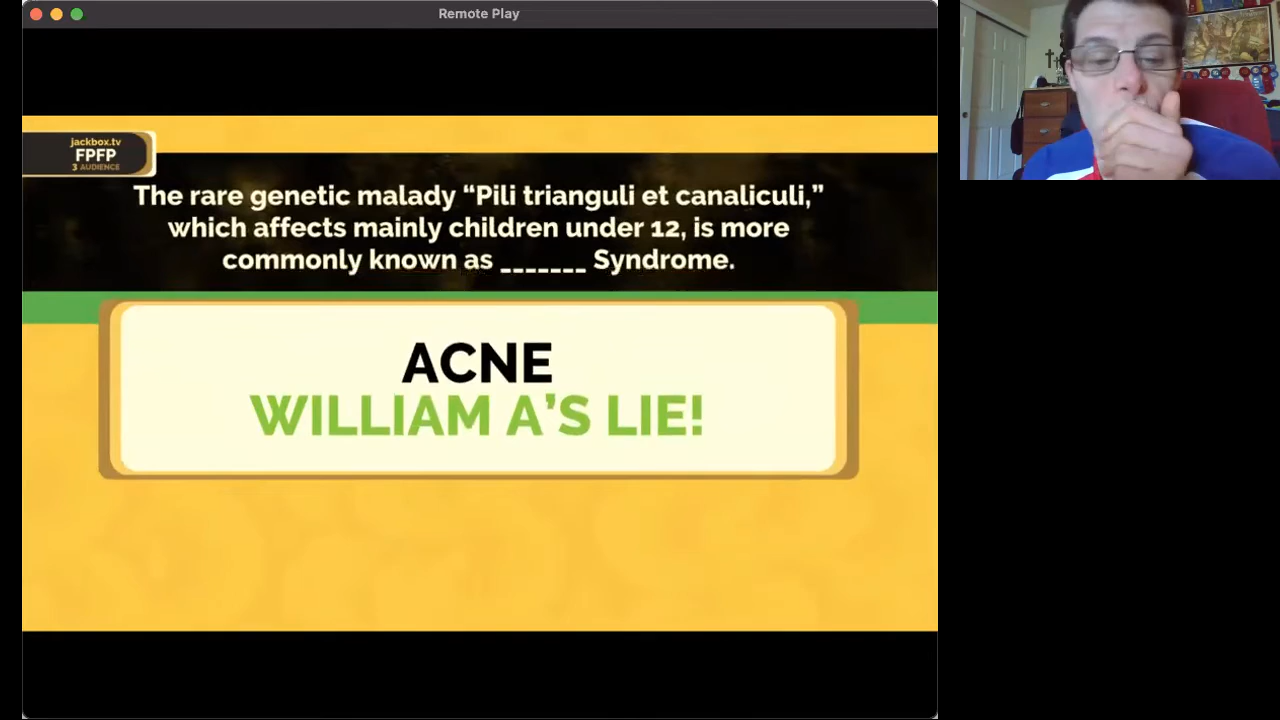 Remote Play
jackbox.tv
FPFP
3 AUDIENCE
The rare genetic malady “Pili trianguli et canaliculi,”
which affects mainly children under 12, is more
commonly known as _______ Syndrome.
ACNE
WILLIAM A’S LIE!